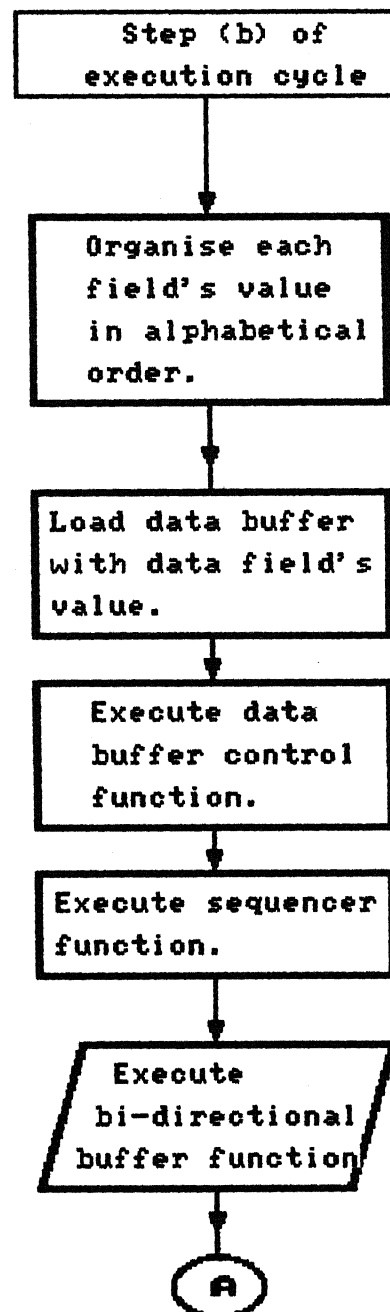 Step (b) of
execution cycle
Organise each
field's value
in alphabetical
order.
Load data buffer
with data field's
value.
Execute data
buffer control
function.
Execute sequencer
function.
Execute
bi-directional
buffer function
A